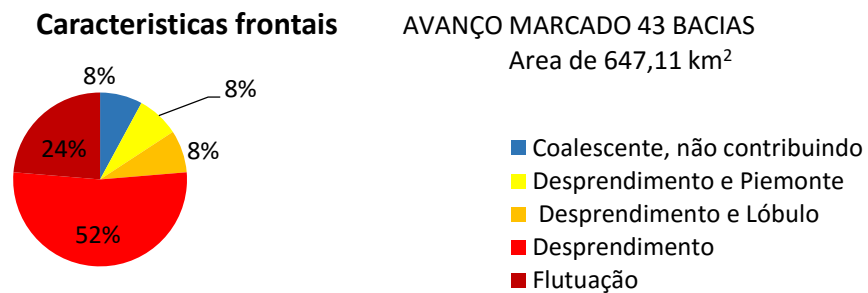 Caracteristicas frontais
AVANÇO MARCADO 43 BACIAS
Area de 647,11 km²
8%
8%
8%
24%
52%
Coalescente, não contribuindo
Desprendimento e Piemonte
Desprendimento e Lóbulo
Desprendimento
Flutuação